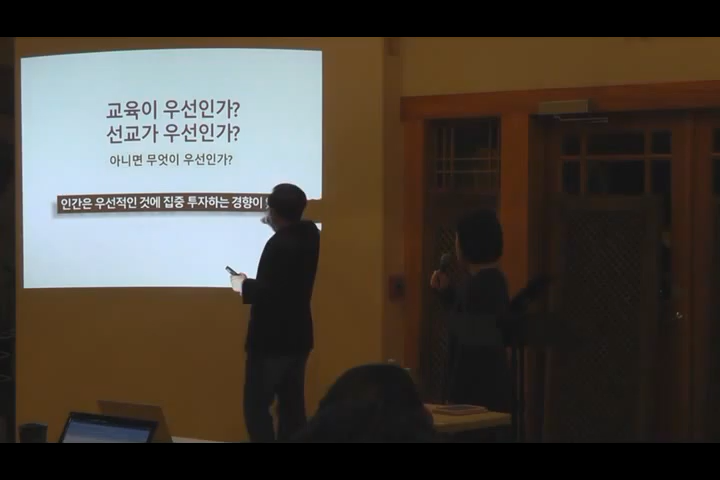 교육이 우선인가?
선교가 우선인가?
아니면 무엇이 우선인가?
인간은 우선적인 것에 집중 투자하는 경향이